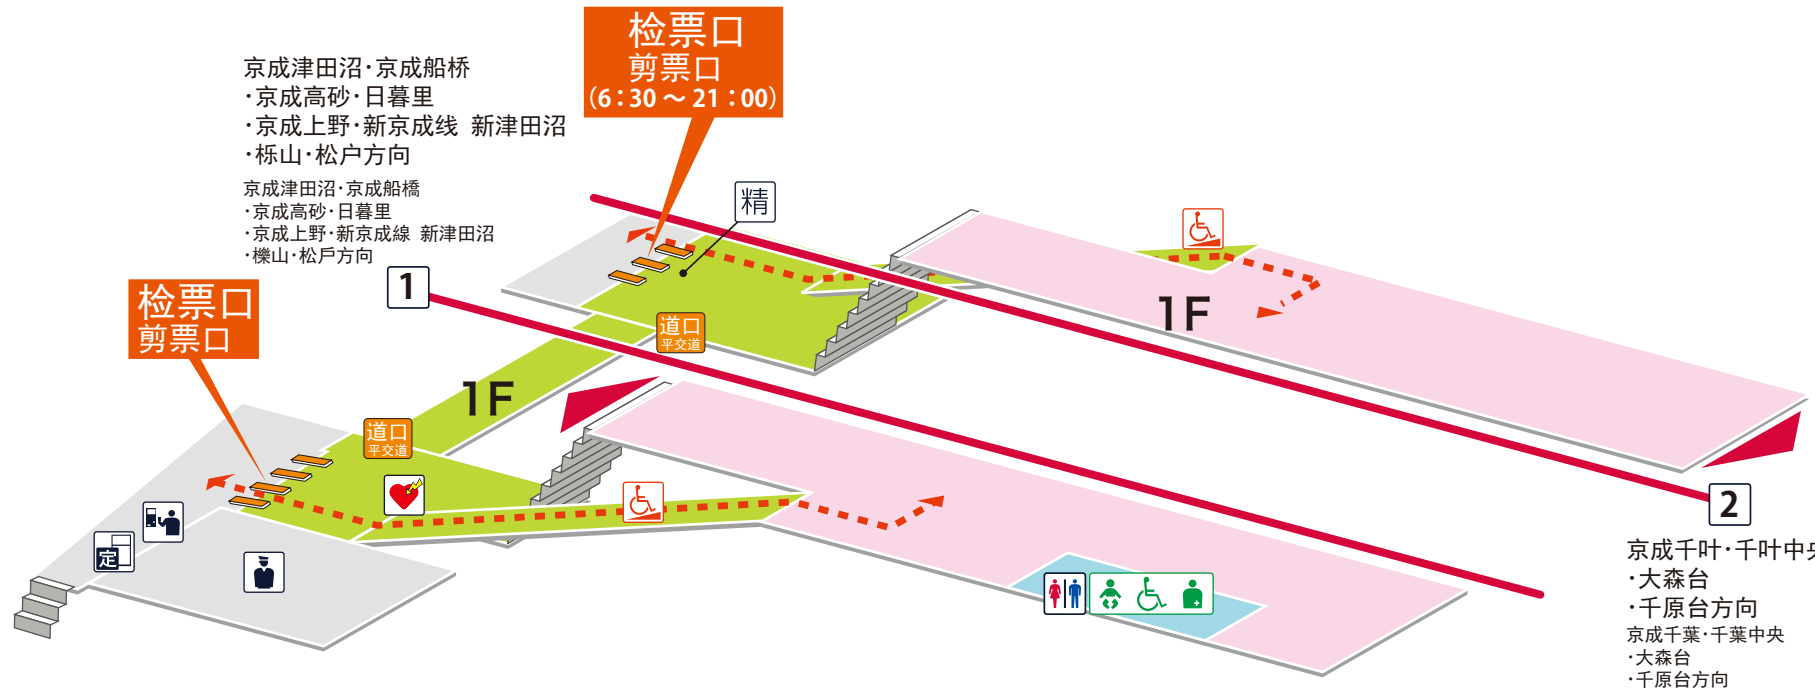 检票口
剪票口
(6:30 ～ 21:00)
京成津田沼·京成船桥
·京成高砂·日暮里
·京成上野·新京成线 新津田沼
·栎山·松户方向
京成津田沼·京成船橋
·京成高砂·日暮里
·京成上野·新京成線 新津田沼
·櫟山·松戶方向
精
1
检票口
剪票口
道口
平交道
1F
1F
道口
平交道
定
2
京成千叶·千叶中央
·大森台
·千原台方向
京成千葉·千葉中央
·大森台
·千原台方向